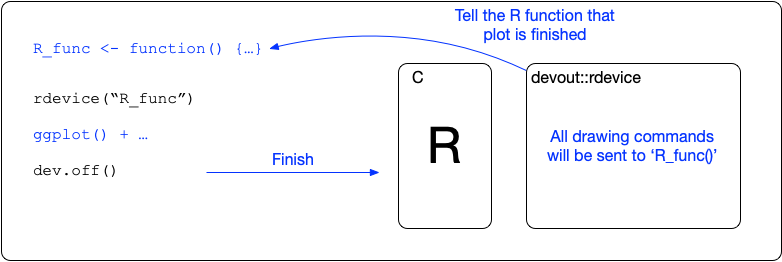 Tell the R function that
plot is finished
R_func <- function() {…}
rdevice(“R_func”)
ggplot() + …
dev.off()
Finish
C
R
devout::rdevice
All drawing commands
will be sent to ‘R_func()’